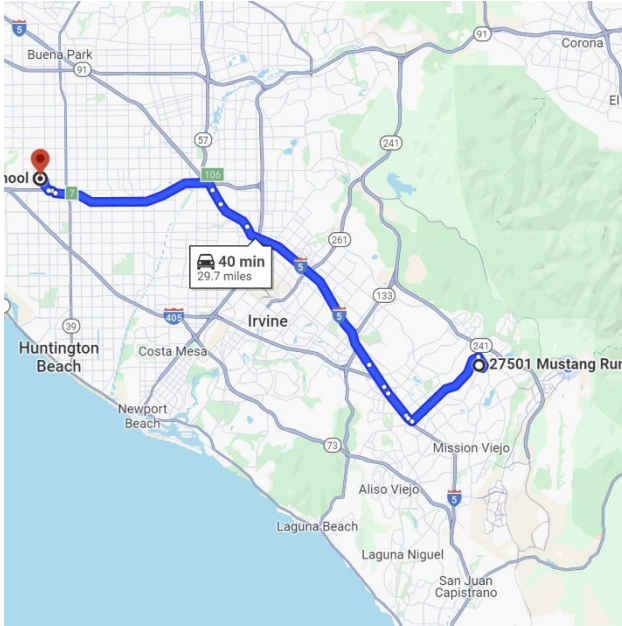 5
91
Buena Park
91
Corona
El
57
241
hool
106
7
261
40 min
29.7 miles
5
133
5
405
Irvine
39
Huntington
Beach
Costa Mesa
241
27501 Mustang Run
Newport
Beach
73
Mission Viejo
Aliso Viejo
5
Laguna Beach
Laguna Niguel
San Juan
Capistrano